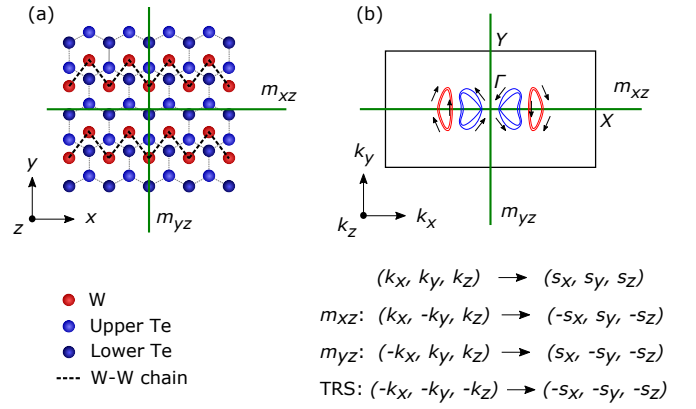 (a)
m_xz
y
z
x
m_yz
W
Upper Te
Lower Te
W-W chain
(b)
Y
Γ
m_xz
X
k_y
k_z
k_x
m_yz
(k_x, k_y, k_z) → (s_x, s_y, s_z)
m_xz: (k_x, -k_y, k_z) → (-s_x, s_y, -s_z)
m_yz: (-k_x, k_y, k_z) → (s_x, -s_y, -s_z)
TRS: (-k_x, -k_y, -k_z) → (-s_x, -s_y, -s_z)